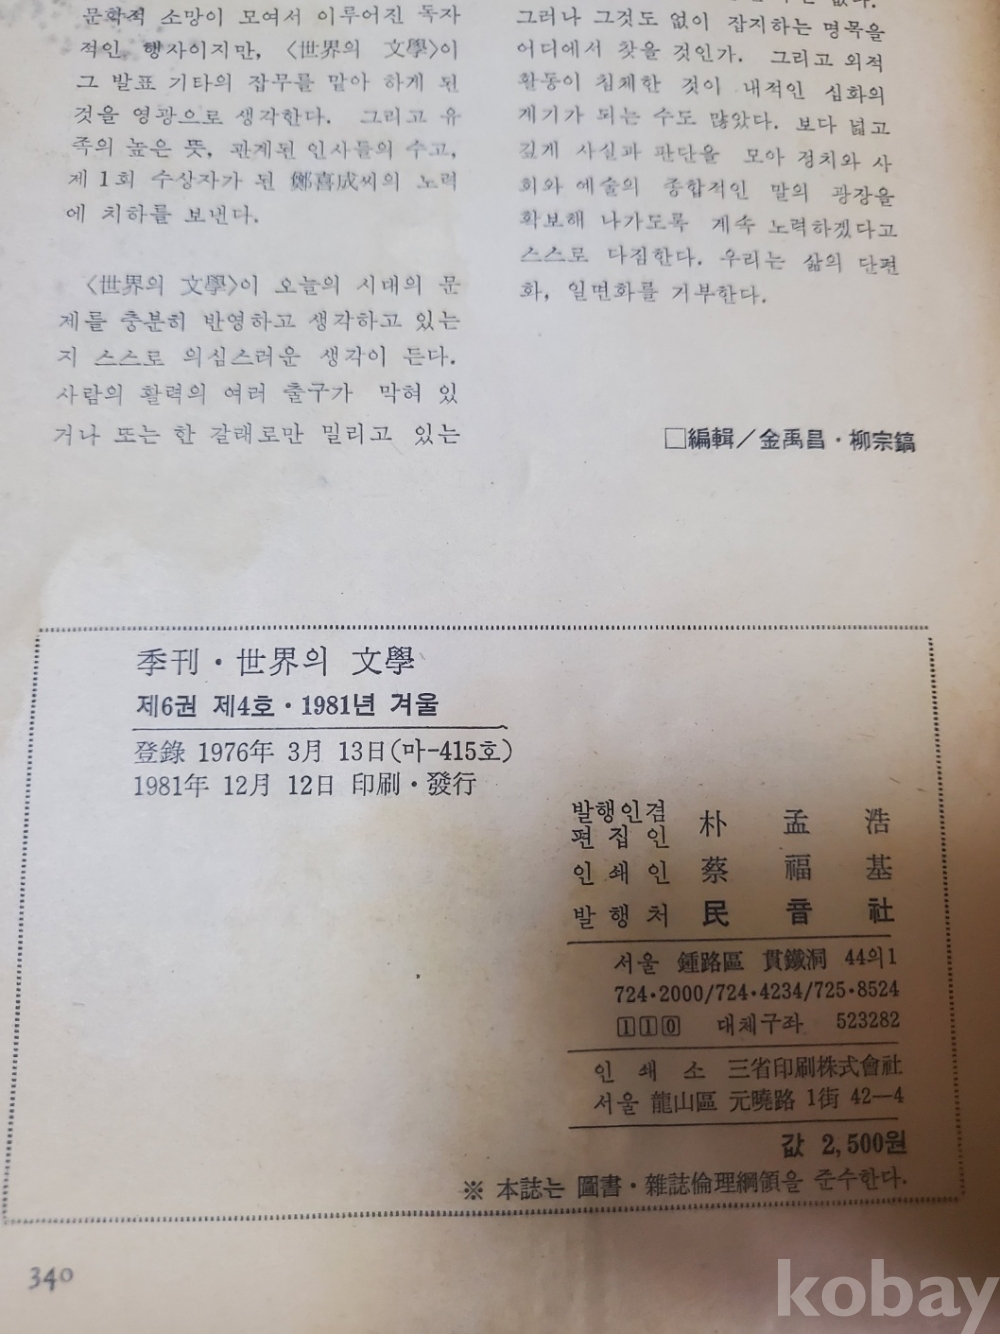 문학적 소망이 모여서 이루어진 독자
적인 행사이지만, 〈世界의 文學〉이
그 발표 기타의 잡무를 맡아 하게 된
것을 영광으로 생각한다. 그리고 유
족의 높은 뜻, 관계된 인사들의 수고,
제 1회 수상자가 된 鄭喜成씨의 노력
에 치하를 보낸다.
〈世界의 文學〉이 오늘의 시대의 문
제를 충분히 반영하고 생각하고 있는
지 스스로 의심스러운 생각이 든다.
사람의 활력의 여러 출구가 막혀 있
거나 또는 한 갈래로만 밀리고 있는
없다.
그러나 그것도 없이 잡지하는 명목을
어디에서 찾을 것인가. 그리고 외적
활동이 침체한 것이 내적인 심화의
계기가 되는 수도 많았다. 보다 넓고
깊게 사실과 판단을 모아 정치와 사
회와 예술의 종합적인 말의 광장을
확보해 나가도록 계속 노력하겠다고
스스로 다짐한다. 우리는 삶의 단편
화, 일면화를 거부한다.
□編輯/金禹昌·柳宗鎬
季刊·世界의 文學
제6권 제4호·1981년 겨울
登錄 1976年 3月 13日(마-415호)
1981年 12月 12日 印刷·發行
발행인겸
편집인 朴孟浩
인쇄인 蔡福基
발행처 民音社
서울 鍾路區 貫鐵洞 44의1
724·2000/724·4234/725·8524
110 대체구좌 523282
인쇄소 三省印刷株式會社
서울 龍山區 元曉路 1街 42—4
값 2,500원
※ 本誌는 圖書·雜誌倫理綱領을 준수한다.
340
kobay